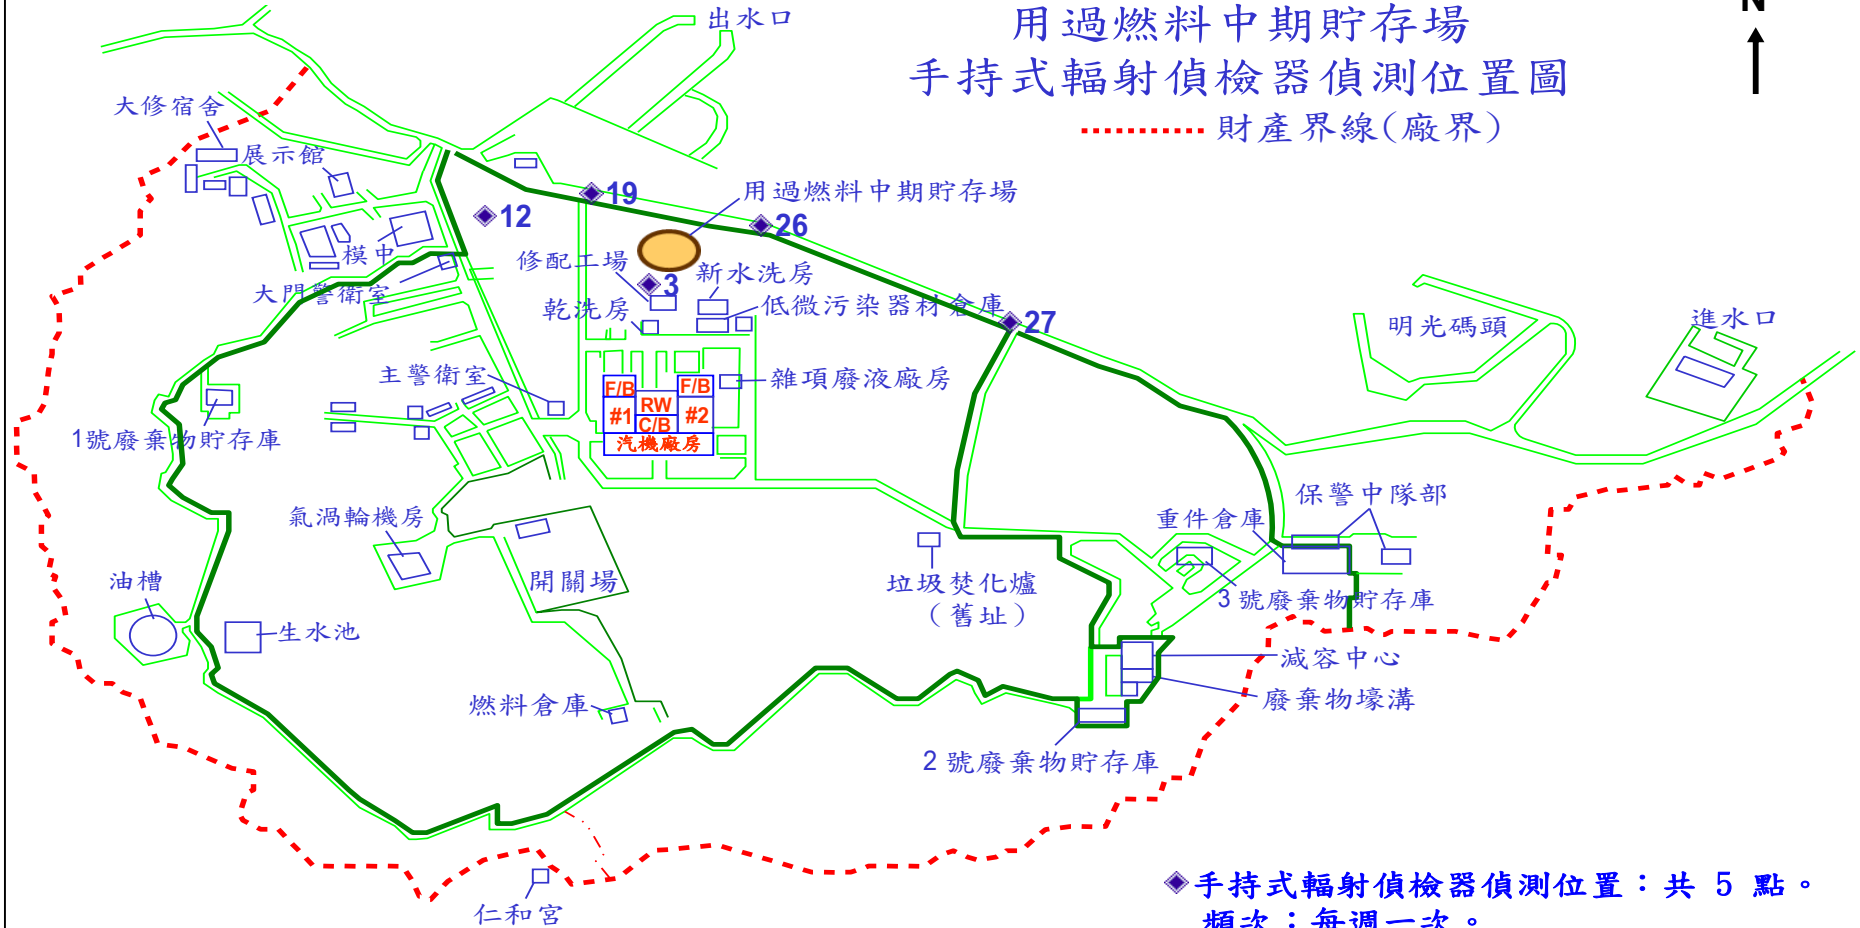 用過燃料中期貯存場
手持式輻射偵檢器偵測位置圖
財產界線(廠界)
N
出水口
大修宿舍
展示館
19
用過燃料中期貯存場
12
26
模中
修配工場
3
新水洗房
大門警衛室
乾洗房
低微污染器材倉庫
27
明光碼頭
進水口
主警衛室
F/B
F/B
雜項廢液廠房
RW
#1
#2
C/B
汽機廠房
1號廢棄物貯存庫
氣渦輪機房
保警中隊部
重件倉庫
油槽
開關場
垃圾焚化爐
(舊址)
3 號廢棄物貯存庫
生水池
減容中心
燃料倉庫
廢棄物壕溝
2 號廢棄物貯存庫
仁和宮
手持式輻射偵檢器偵測位置：共 5 點。
頻次：每週一次。